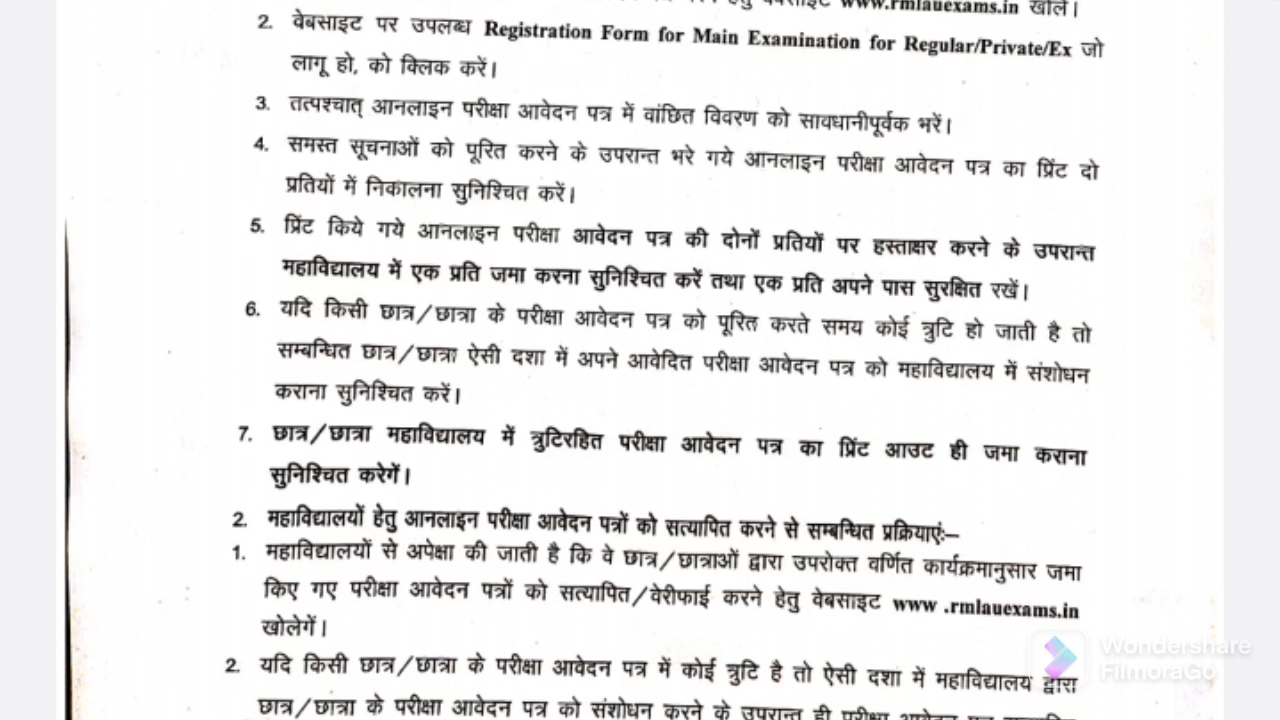 हेतु वेबसाइट www.rmlauexams.in खोलें।
2. वेबसाइट पर उपलब्ध Registration Form for Main Examination for Regular/Private/Ex जो
लागू हो, को क्लिक करें।
3. तत्पश्चात् आनलाइन परीक्षा आवेदन पत्र में वांछित विवरण को सावधानीपूर्वक भरें।
4. समस्त सूचनाओं को पूरित करने के उपरान्त भरे गये आनलाइन परीक्षा आवेदन पत्र का प्रिंट दो
प्रतियों में निकालना सुनिश्चित करें।
5. प्रिंट किये गये आनलाइन परीक्षा आवेदन पत्र की दोनों प्रतियों पर हस्ताक्षर करने के उपरान्त
महाविद्यालय में एक प्रति जमा करना सुनिश्चित करें तथा एक प्रति अपने पास सुरक्षित रखें।
6. यदि किसी छात्र/छात्रा के परीक्षा आवेदन पत्र को पूरित करते समय कोई त्रुटि हो जाती है तो
सम्बन्धित छात्र/छात्रा ऐसी दशा में अपने आवेदित परीक्षा आवेदन पत्र को महाविद्यालय में संशोधन
कराना सुनिश्चित करें।
7. छात्र/छात्रा महाविद्यालय में त्रुटिरहित परीक्षा आवेदन पत्र का प्रिंट आउट ही जमा कराना
सुनिश्चित करेगें।
2. महाविद्यालयों हेतु आनलाइन परीक्षा आवेदन पत्रों को सत्यापित करने से सम्बन्धित प्रक्रियाएं:–
1. महाविद्यालयों से अपेक्षा की जाती है कि वे छात्र/छात्राओं द्वारा उपरोक्त वर्णित कार्यक्रमानुसार जमा
किए गए परीक्षा आवेदन पत्रों को सत्यापित/वेरीफाई करने हेतु वेबसाइट www .rmlauexams.in
खोलेगें।
2. यदि किसी छात्र/छात्रा के परीक्षा आवेदन पत्र में कोई त्रुटि है तो ऐसी दशा में महाविद्यालय द्वारा
छात्र/छात्रा के परीक्षा आवेदन पत्र को संशोधन करने के उपरान्त ही परीक्षा
Wondershare
FilmoraGo